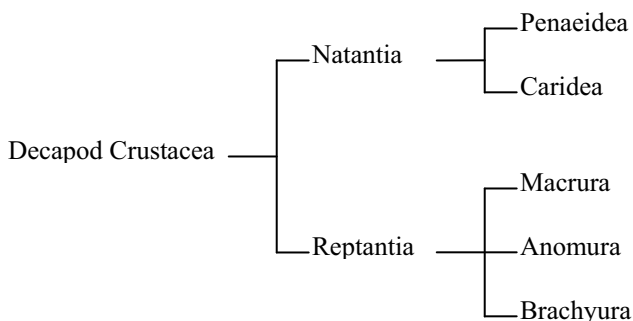 Penaeidea
Natantia
Caridea
Decapod Crustacea
Macrura
Reptantia
Anomura
Brachyura